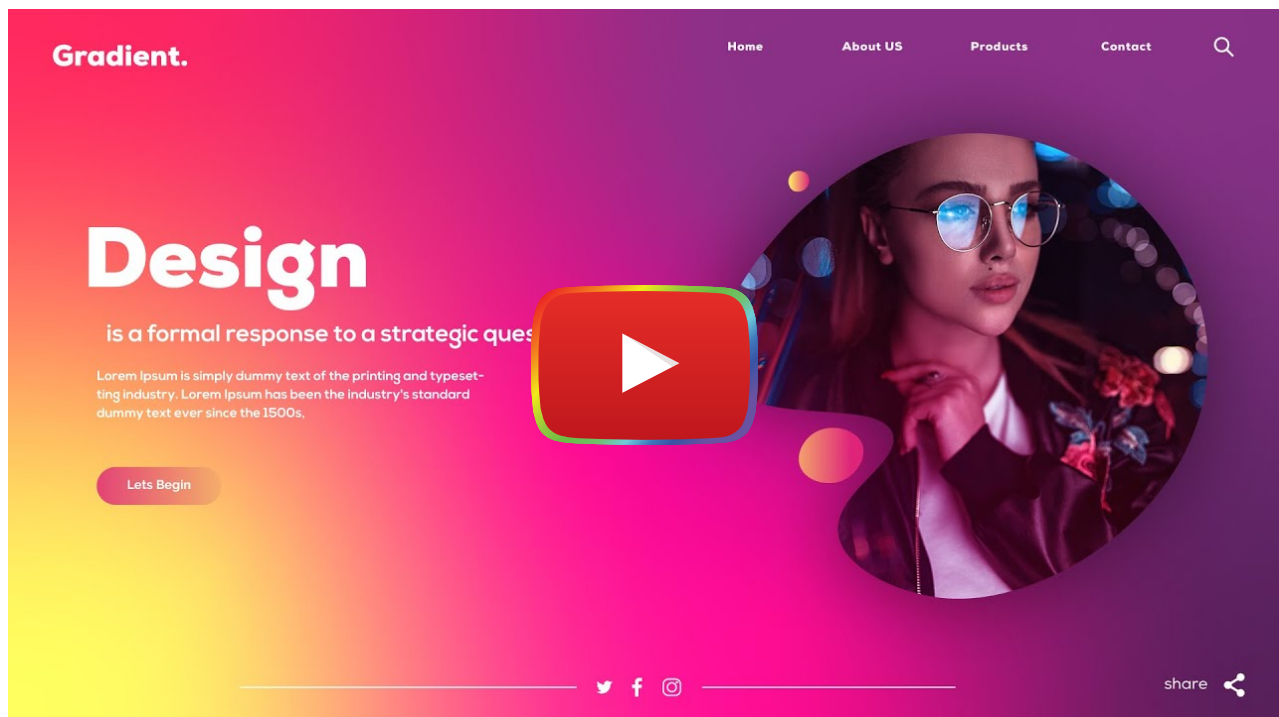 Gradient.
Home About US Products Contact
Design
is a formal response to a strategic
Lorem Ipsum is simply dummy text of the printing and typeset-
ting industry. Lorem Ipsum has been the industry's standard
dummy text ever since the 1500s,
Lets Begin
share